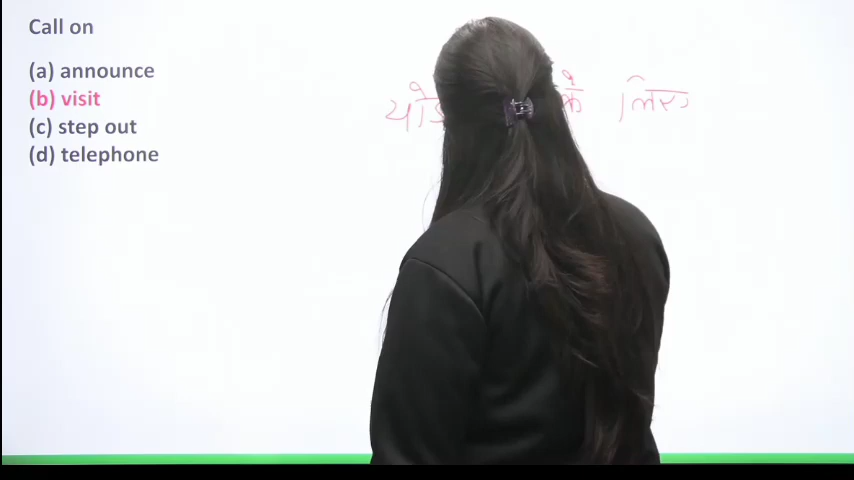 Call on
(a) announce
(b) visit
(c) step out
(d) telephone
के लिए